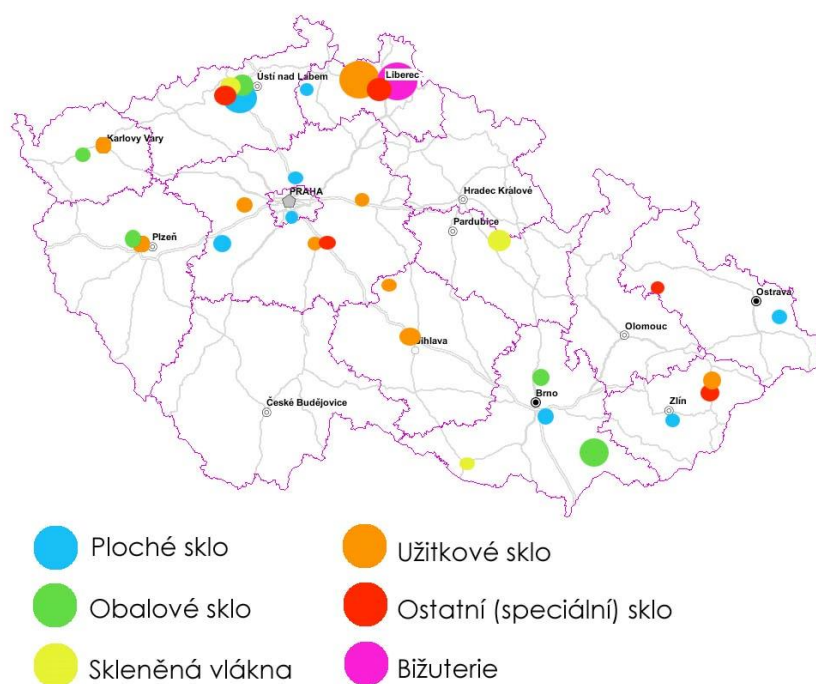 Ústí nad Labem
Liberec
Karlovy Vary
PRAHA
Hradec Králové
Pardubice
Plzeň
Ostrava
Olomouc
Jihlava
České Budějovice
Brno
Zlín
Ploché sklo
Užitkové sklo
Obalové sklo
Ostatní (speciální) sklo
Skleněná vlákna
Bižuterie